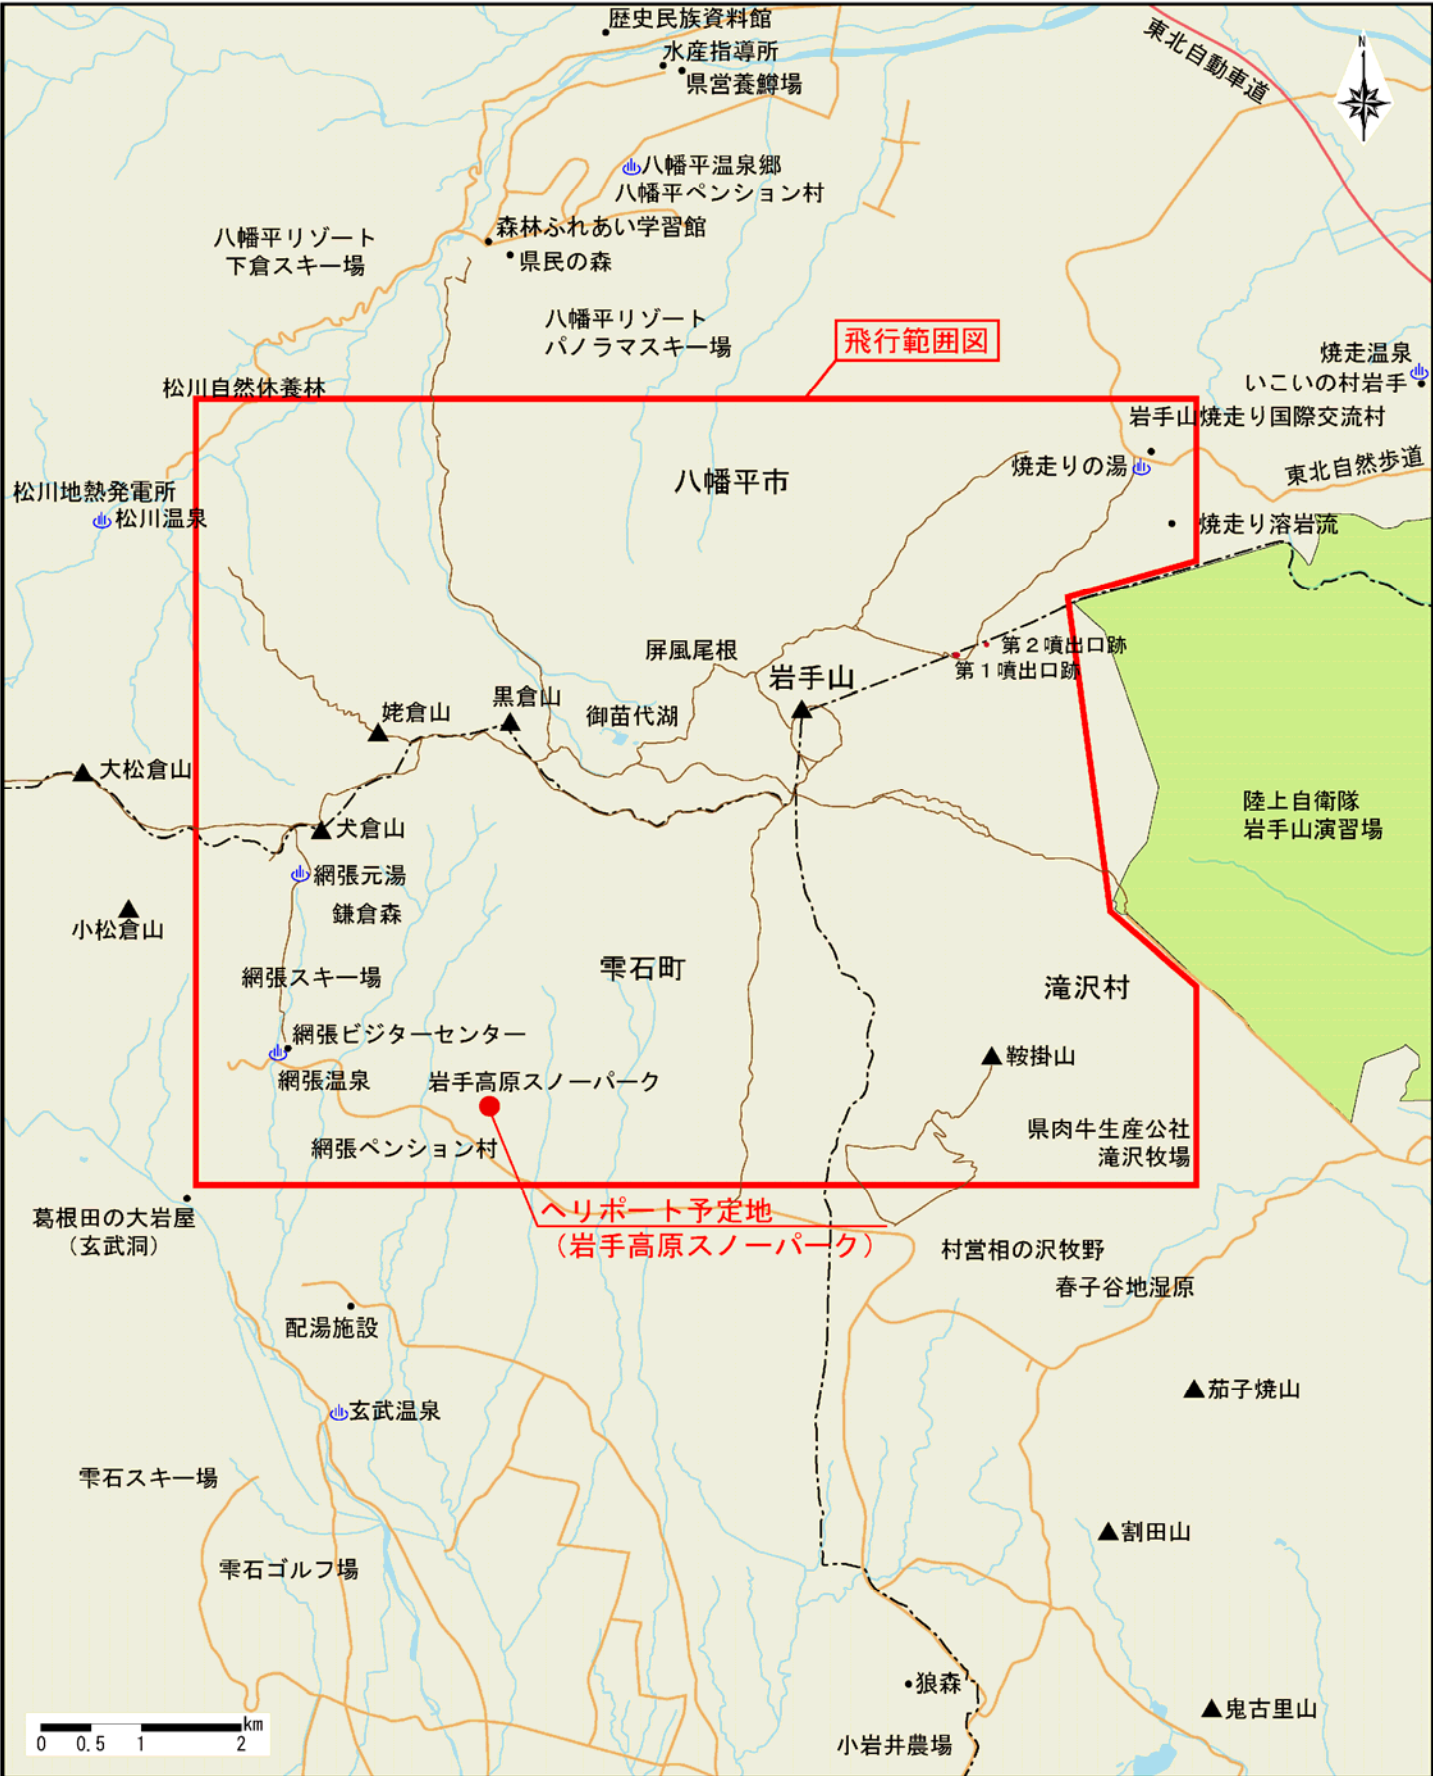 歴史民族資料館
水産指導所
県営養鱒場
東北自動車道
N
八幡平温泉郷
八幡平ペンション村
森林ふれあい学習館
県民の森
八幡平リゾート
下倉スキー場
八幡平リゾート
パノラマスキー場
飛行範囲図
焼走温泉
いこいの村岩手
松川自然休養林
岩手山焼走り国際交流村
焼走りの湯
東北自然歩道
八幡平市
松川地熱発電所
松川温泉
焼走り溶岩流
屏風尾根
第2噴出口跡
第1噴出口跡
岩手山
姥倉山
黒倉山
御苗代湖
大松倉山
犬倉山
陸上自衛隊
岩手山演習場
網張元湯
鎌倉森
小松倉山
網張スキー場
雫石町
滝沢村
網張ビジターセンター
網張温泉
岩手高原スノーパーク
鞍掛山
網張ペンション村
県肉牛生産公社
滝沢牧場
葛根田の大岩屋
(玄武洞)
ヘリポート予定地
(岩手高原スノーパーク)
村営相の沢牧野
春子谷地湿原
配湯施設
茄子焼山
玄武温泉
雫石スキー場
割田山
雫石ゴルフ場
狼森
鬼古里山
小岩井農場
km
0 0.5 1 2